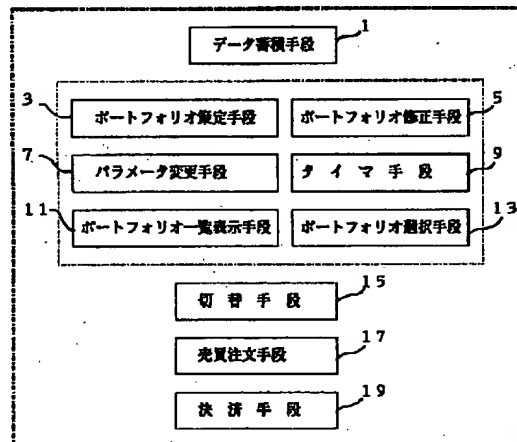 データ蓄積手段
1
3
ポートフォリオ策定手段
ポートフォリオ修正手段
5
7
パラメータ変更手段
タイマ手段
9
11
ポートフォリオ一覧表示手段
ポートフォリオ選択手段
13
切替手段
15
売買注文手段
17
決済手段
19